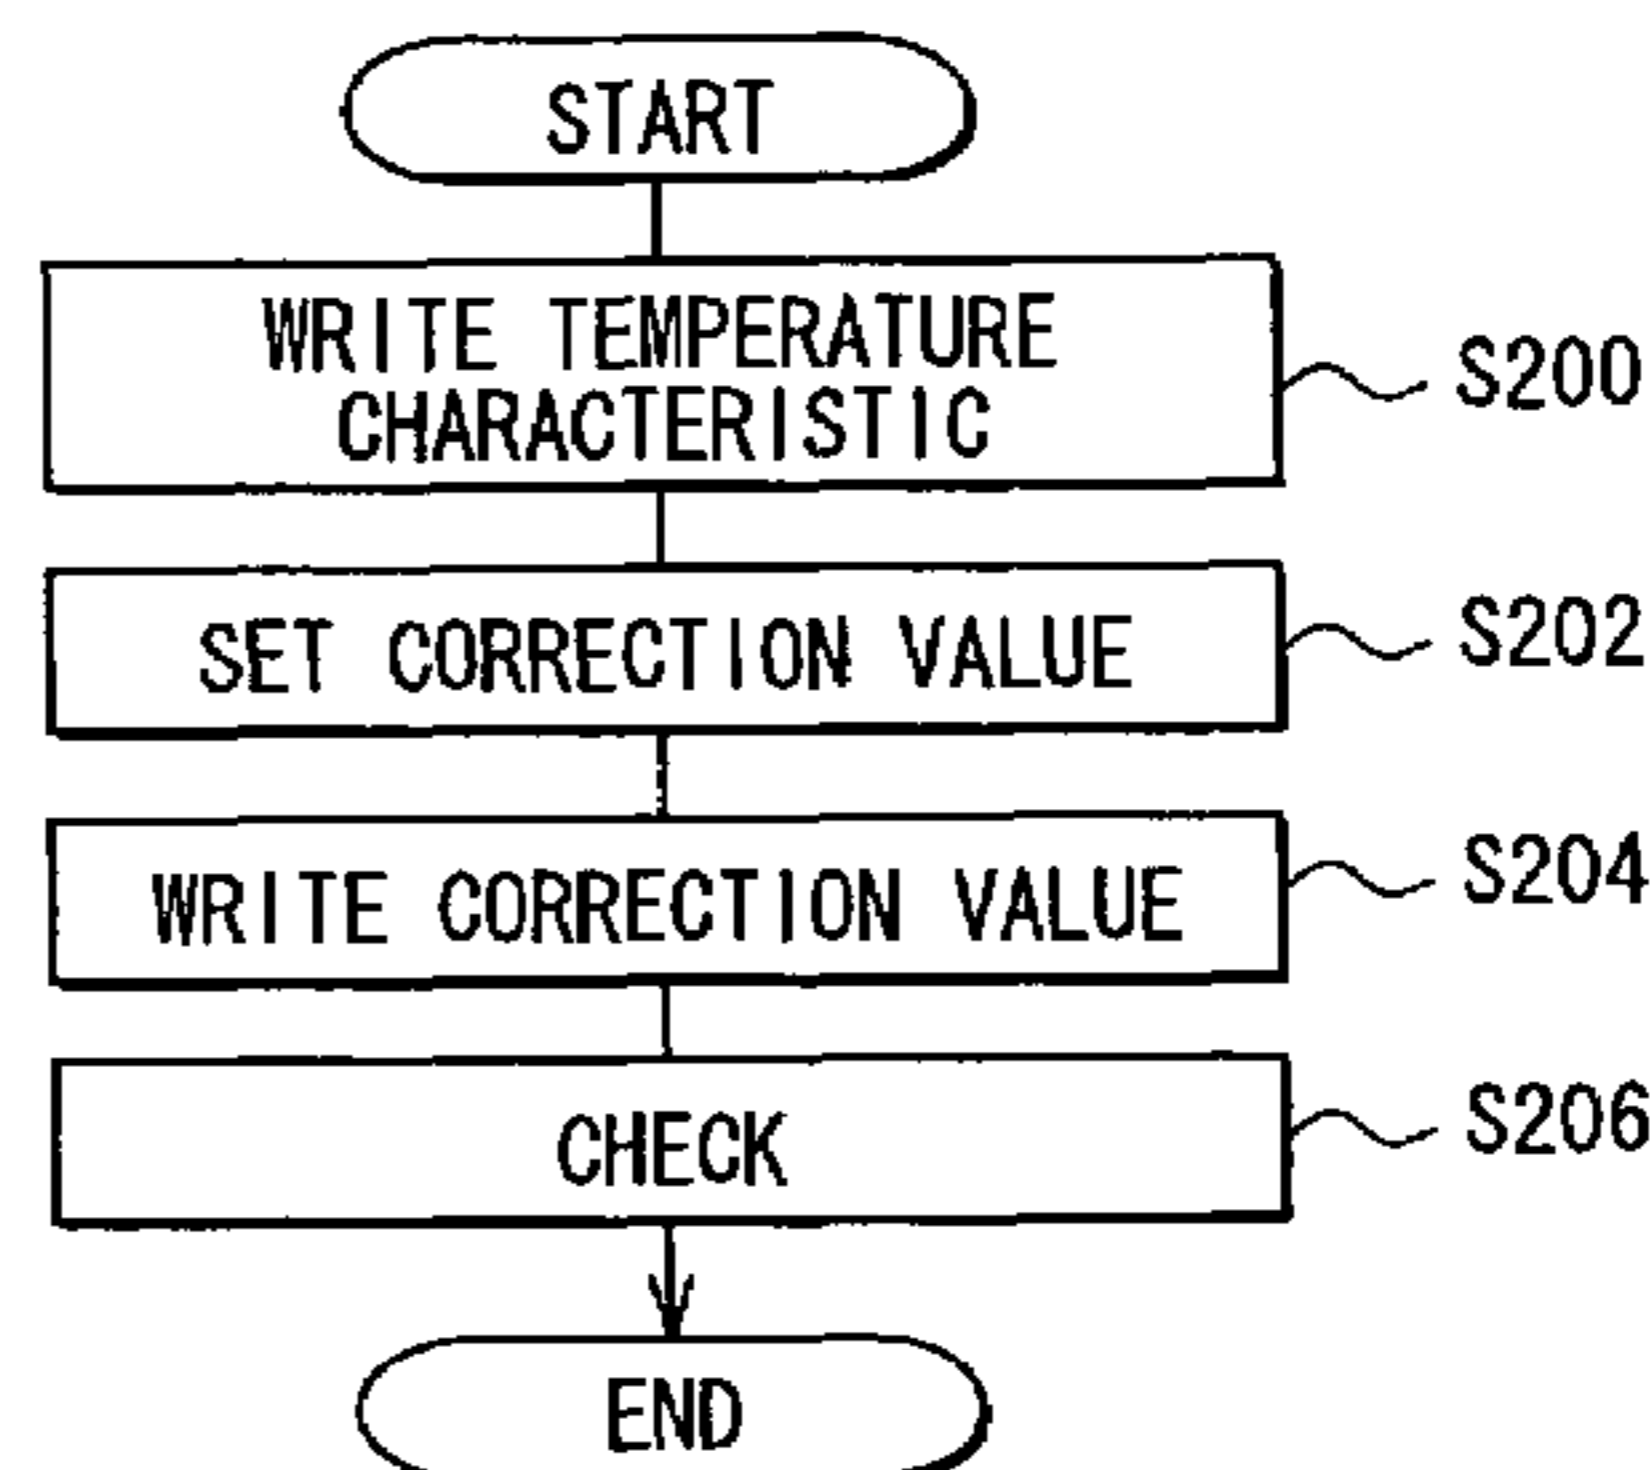 START
WRITE TEMPERATURE
CHARACTERISTIC
S200
SET CORRECTION VALUE
S202
WRITE CORRECTION VALUE
S204
CHECK
S206
END